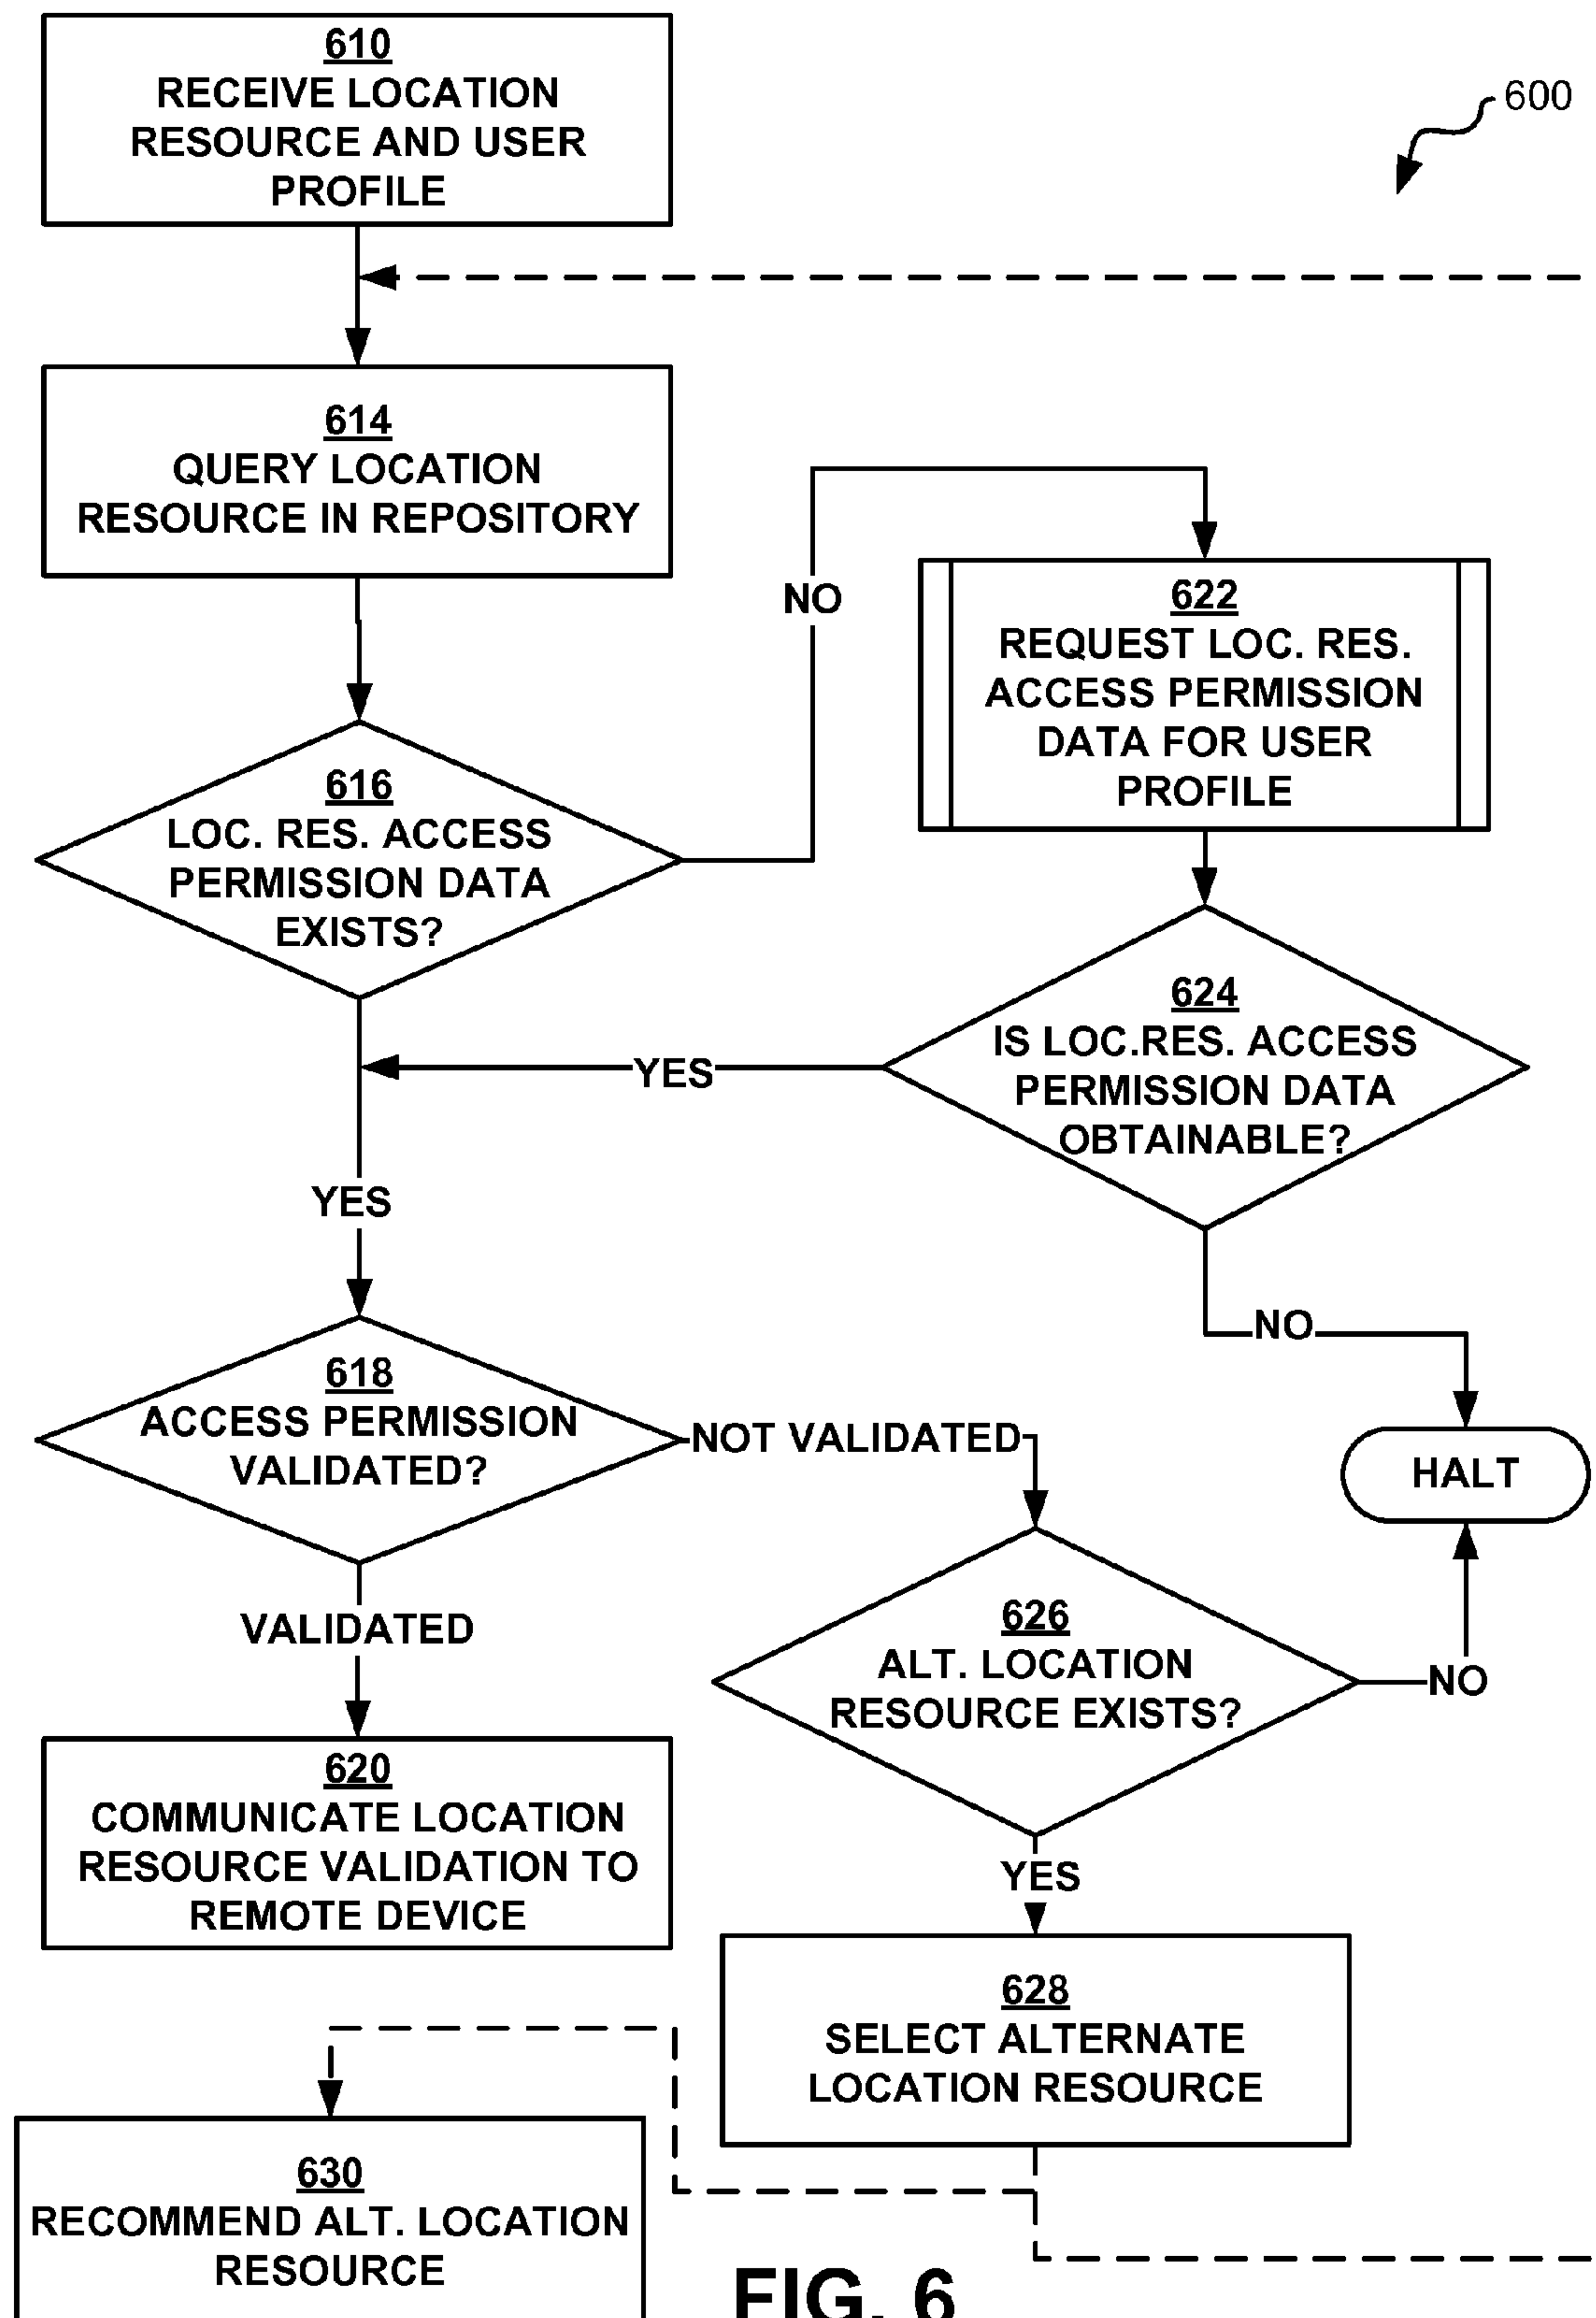 610
RECEIVE LOCATION
RESOURCE AND USER
PROFILE
600
614
QUERY LOCATION
RESOURCE IN REPOSITORY
NO
622
REQUEST LOC. RES.
ACCESS PERMISSION
DATA FOR USER
PROFILE
616
LOC. RES. ACCESS
PERMISSION DATA
EXISTS?
624
IS LOC.RES. ACCESS
PERMISSION DATA
OBTAINABLE?
YES
YES
NO
618
ACCESS PERMISSION
VALIDATED?
NOT VALIDATED
HALT
VALIDATED
626
ALT. LOCATION
RESOURCE EXISTS?
NO
620
COMMUNICATE LOCATION
RESOURCE VALIDATION TO
REMOTE DEVICE
YES
628
SELECT ALTERNATE
LOCATION RESOURCE
630
RECOMMEND ALT. LOCATION
RESOURCE
FIG. 6